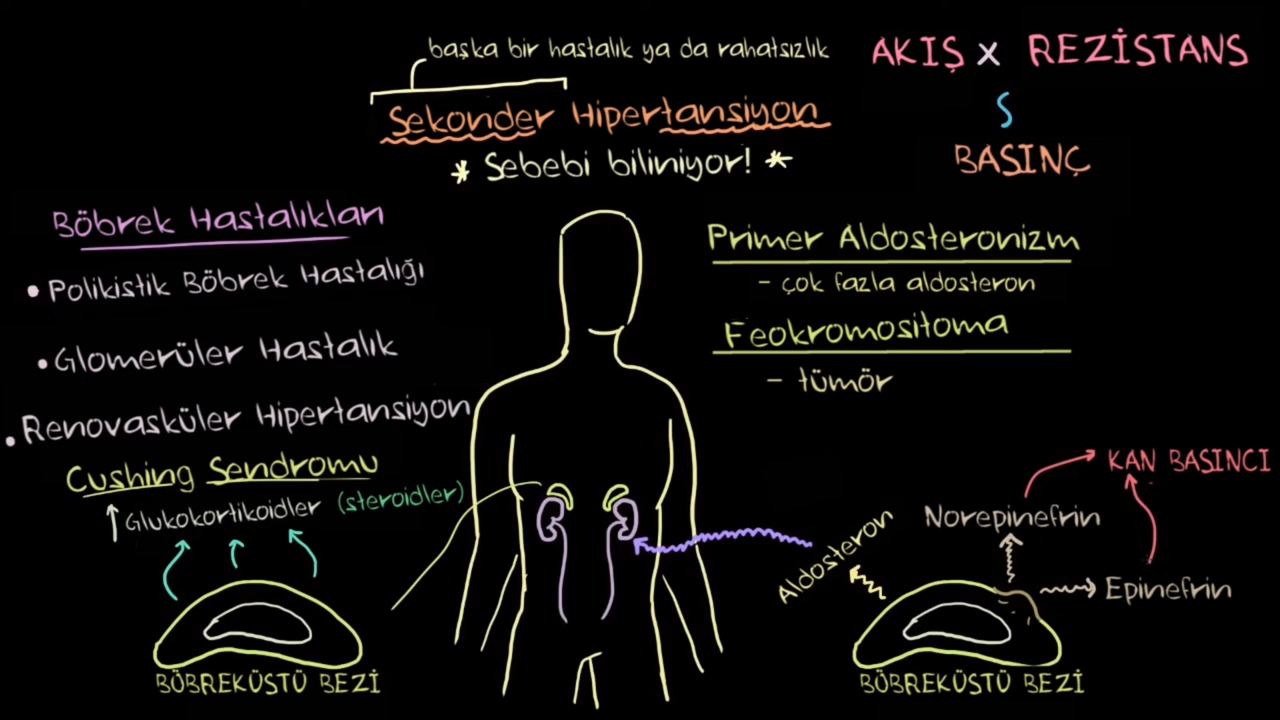 başka bir hastalık ya da rahatsızlık
AKIŞ x REZİSTANS
Sekonder Hipertansiyon
BASINÇ
* Sebebi biliniyor! *
Böbrek Hastalıkları
• Polikistik Böbrek Hastalığı
• Glomerüler Hastalık
• Renovasküler Hipertansiyon
Cushing Sendromu
↑ Glukokortikoidler (steroidler)
BÖBREKÜSTÜ BEZİ
Primer Aldosteronizm
- çok fazla aldosteron
Feokromositoma
- tümör
KAN BASINCI
Norepinefrin
Aldosteron
Epinefrin
BÖBREKÜSTÜ BEZİ